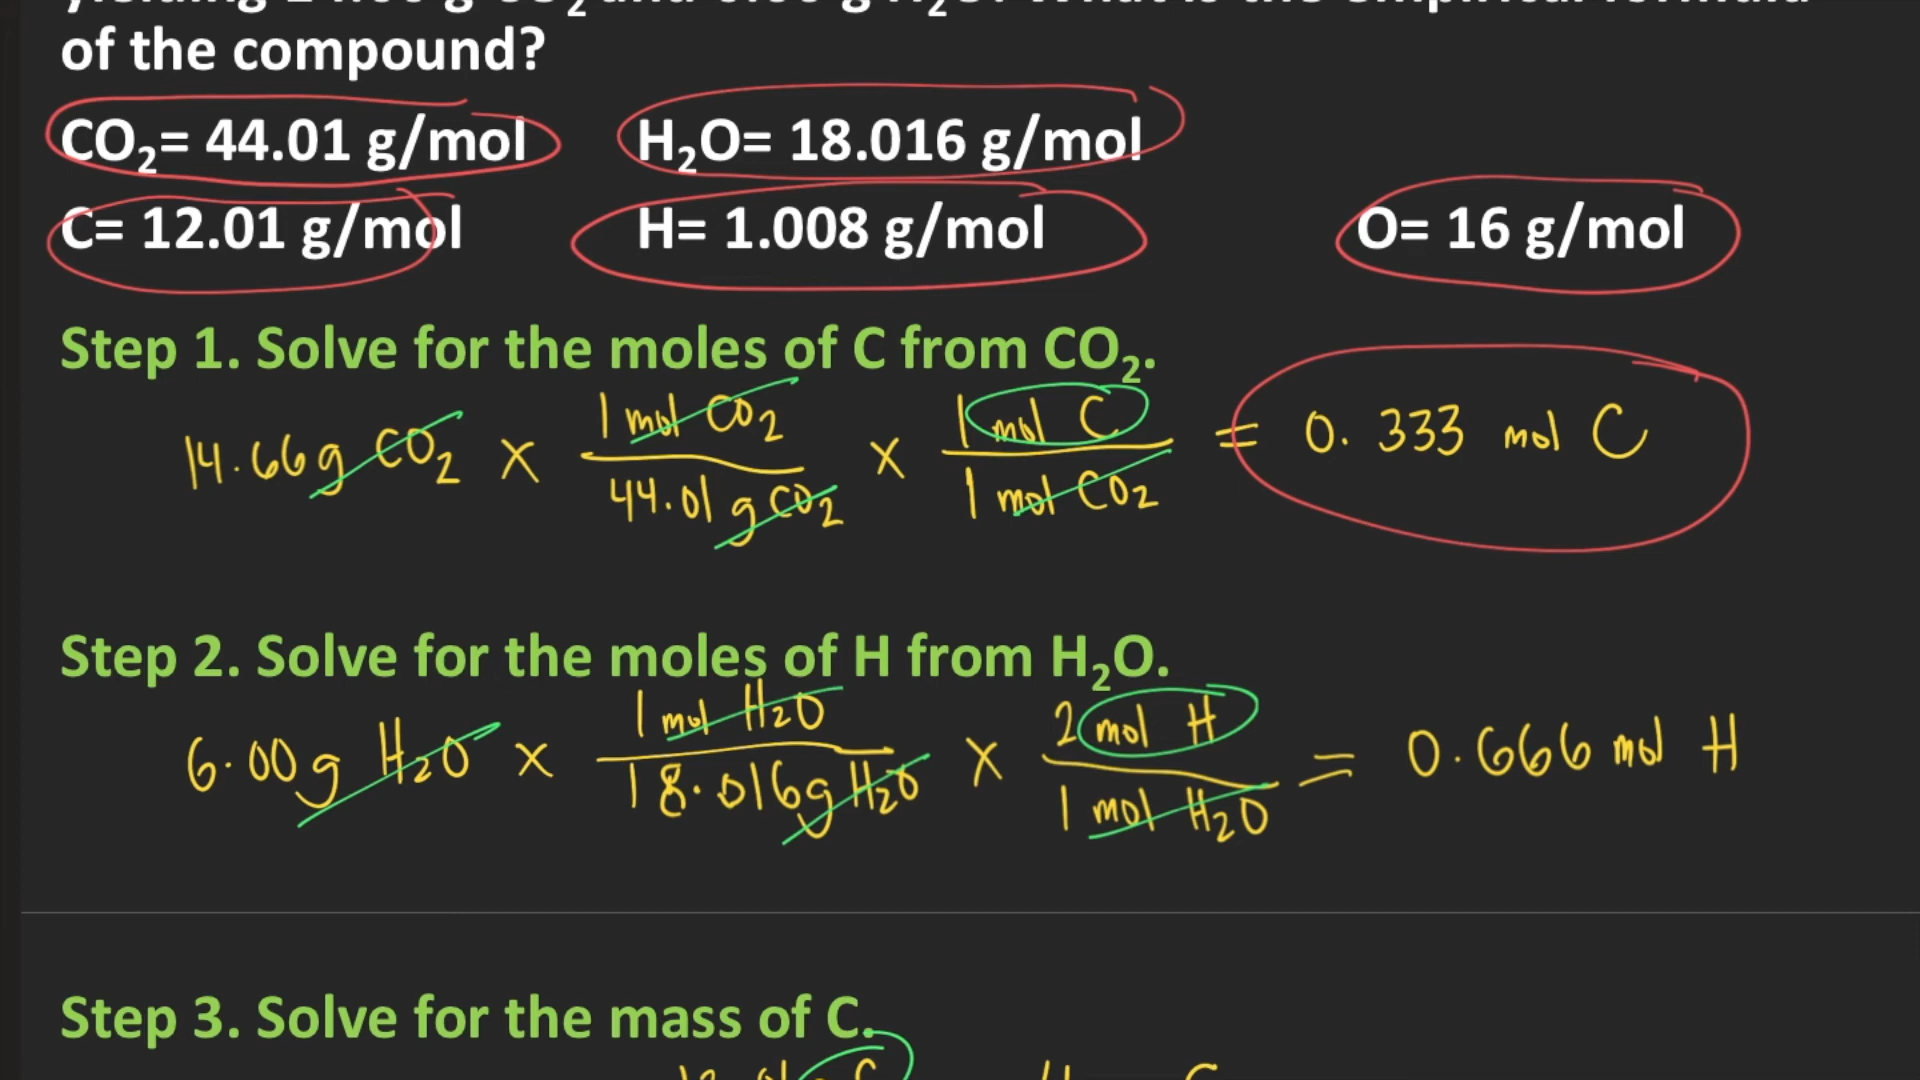 of the compound?
CO₂= 44.01 g/mol H₂O= 18.016 g/mol
C= 12.01 g/mol H= 1.008 g/mol O= 16 g/mol
Step 1. Solve for the moles of C from CO₂.
14.66 g CO₂ x 1 mol CO₂ / 44.01 g CO₂ x 1 mol C / 1 mol CO₂ = 0.333 mol C
Step 2. Solve for the moles of H from H₂O.
6.00 g H₂O x 1 mol H₂O / 18.016 g H₂O x 2 mol H / 1 mol H₂O = 0.666 mol H
Step 3. Solve for the mass of C.